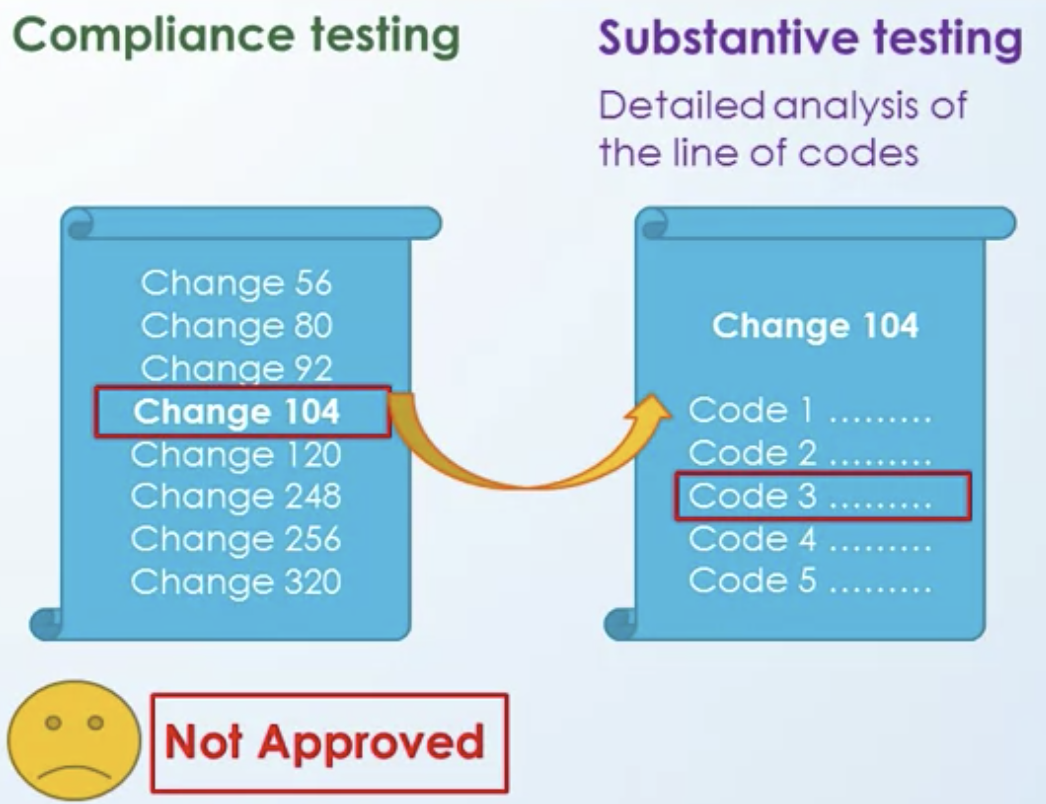 Compliance testing
Change 56
Change 80
Change 92
Change 104
Change 120
Change 248
Change 256
Change 320
Not Approved
Substantive testing
Detailed analysis of
the line of codes
Change 104
Code 1 .........
Code 2 .........
Code 3 .........
Code 4 .........
Code 5 .........